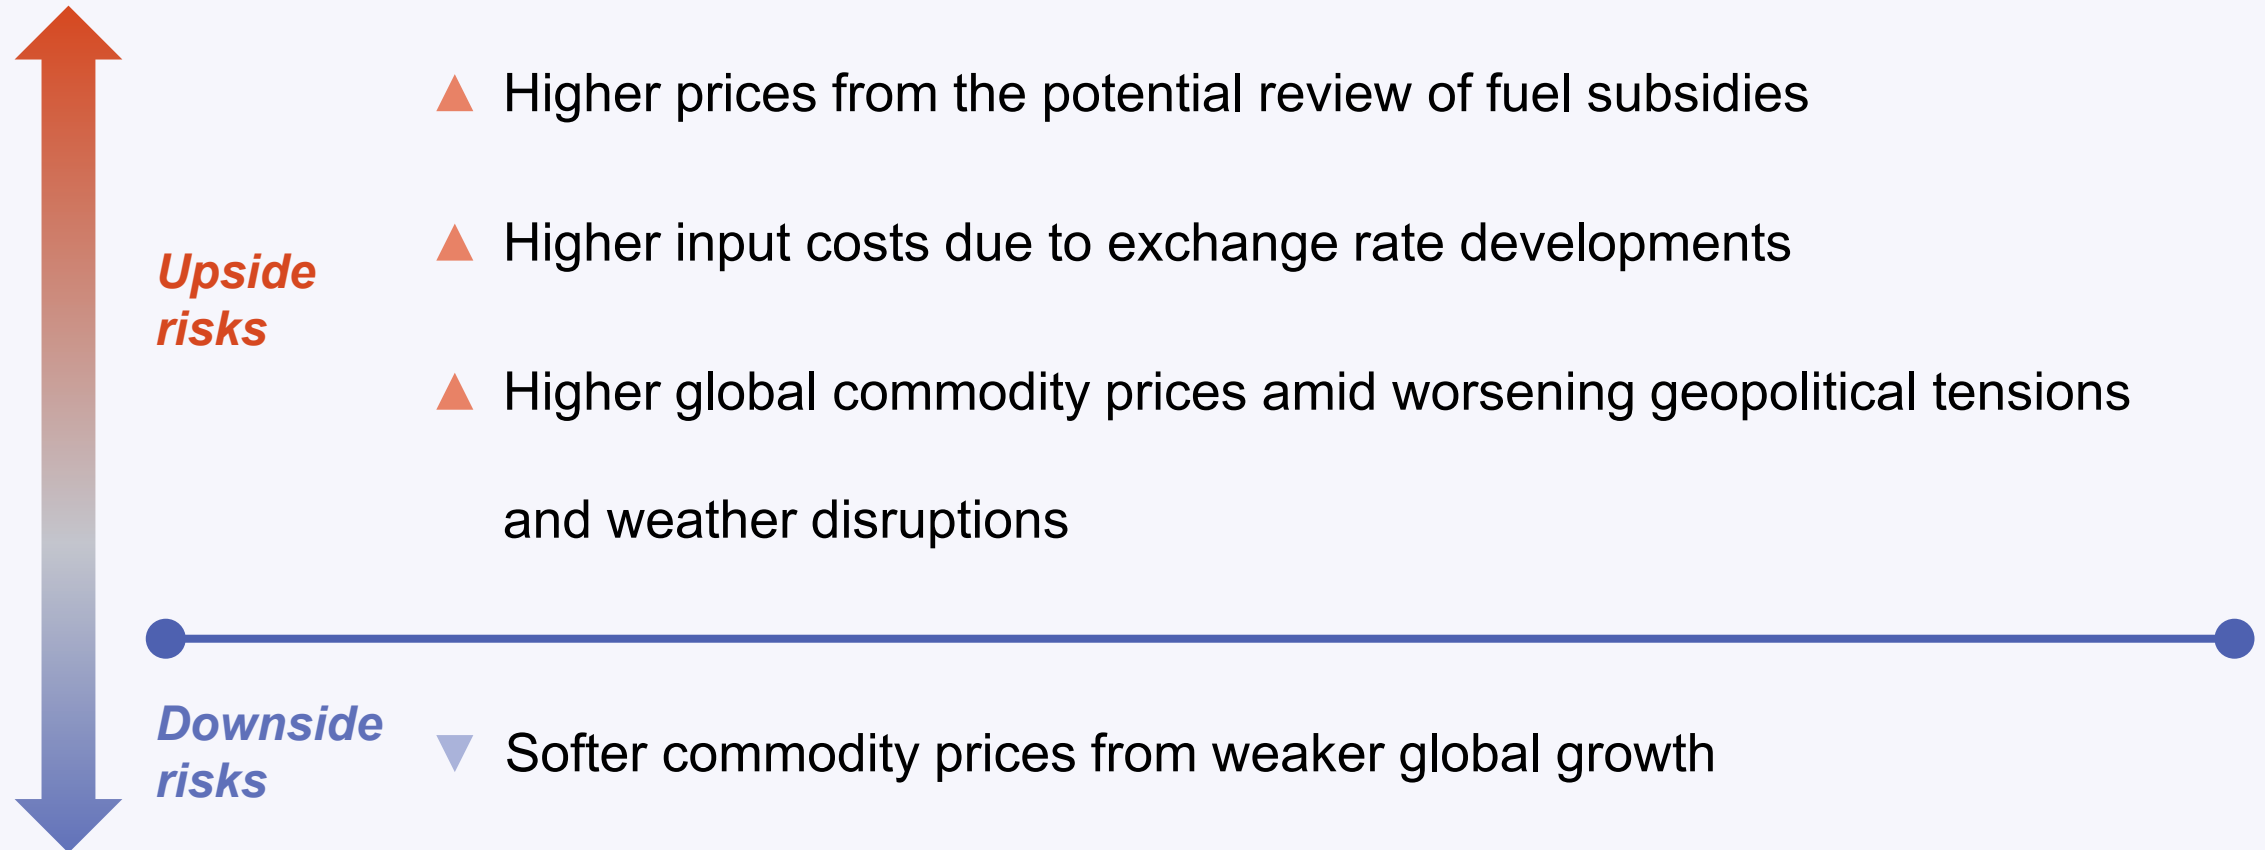 Upside
risks
▲ Higher prices from the potential review of fuel subsidies
▲ Higher input costs due to exchange rate developments
▲ Higher global commodity prices amid worsening geopolitical tensions
and weather disruptions
Downside
risks
▼ Softer commodity prices from weaker global growth